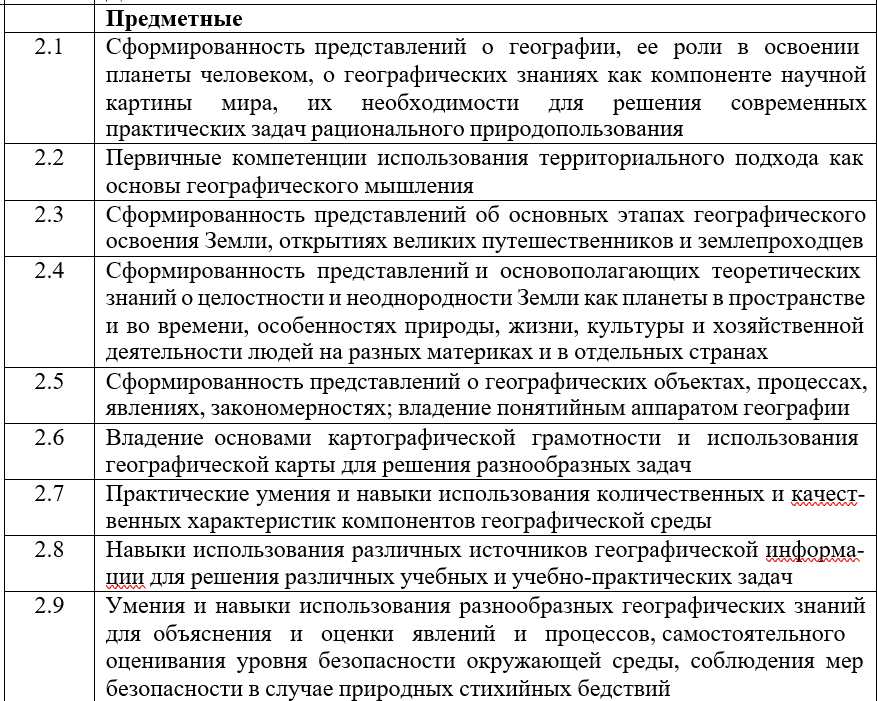 Предметные
2.1 Сформированность представлений о географии, ее роли в освоении
планеты человеком, о географических знаниях как компоненте научной
картины мира, их необходимости для решения современных
практических задач рационального природопользования
2.2 Первичные компетенции использования территориального подхода как
основы географического мышления
2.3 Сформированность представлений об основных этапах географического
освоения Земли, открытиях великих путешественников и землепроходцев
2.4 Сформированность представлений и основополагающих теоретических
знаний о целостности и неоднородности Земли как планеты в пространстве
и во времени, особенностях природы, жизни, культуры и хозяйственной
деятельности людей на разных материках и в отдельных странах
2.5 Сформированность представлений о географических объектах, процессах,
явлениях, закономерностях; владение понятийным аппаратом географии
2.6 Владение основами картографической грамотности и использования
географической карты для решения разнообразных задач
2.7 Практические умения и навыки использования количественных и качест-
венных характеристик компонентов географической среды
2.8 Навыки использования различных источников географической информа-
ции для решения различных учебных и учебно-практических задач
2.9 Умения и навыки использования разнообразных географических знаний
для объяснения и оценки явлений и процессов, самостоятельного
оценивания уровня безопасности окружающей среды, соблюдения мер
безопасности в случае природных стихийных бедствий